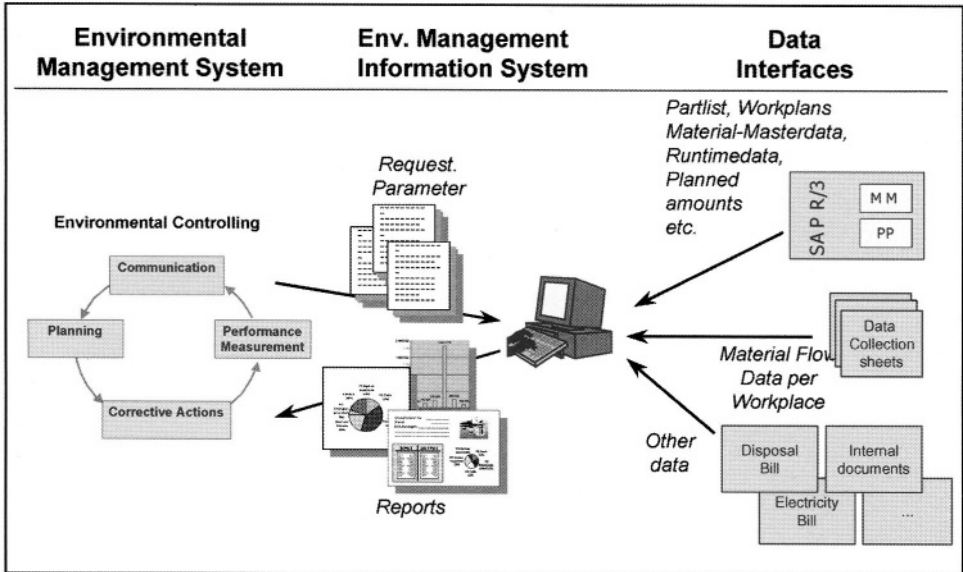 Environmental
Management System
Env. Management
Information System
Data
Interfaces
Partlist, Workplans
Material-Masterdata,
Runtimedata,
Planned
amounts
etc.
Request.
Parameter
SAP R/3
MM
PP
Environmental Controlling
Communication
Planning
Performance
Measurement
Corrective Actions
Data
Collection
sheets
Material Flow
Data per
Workplace
Other
data
Disposal
Bill
Internal
documents
Electricity
Bill
...
Reports